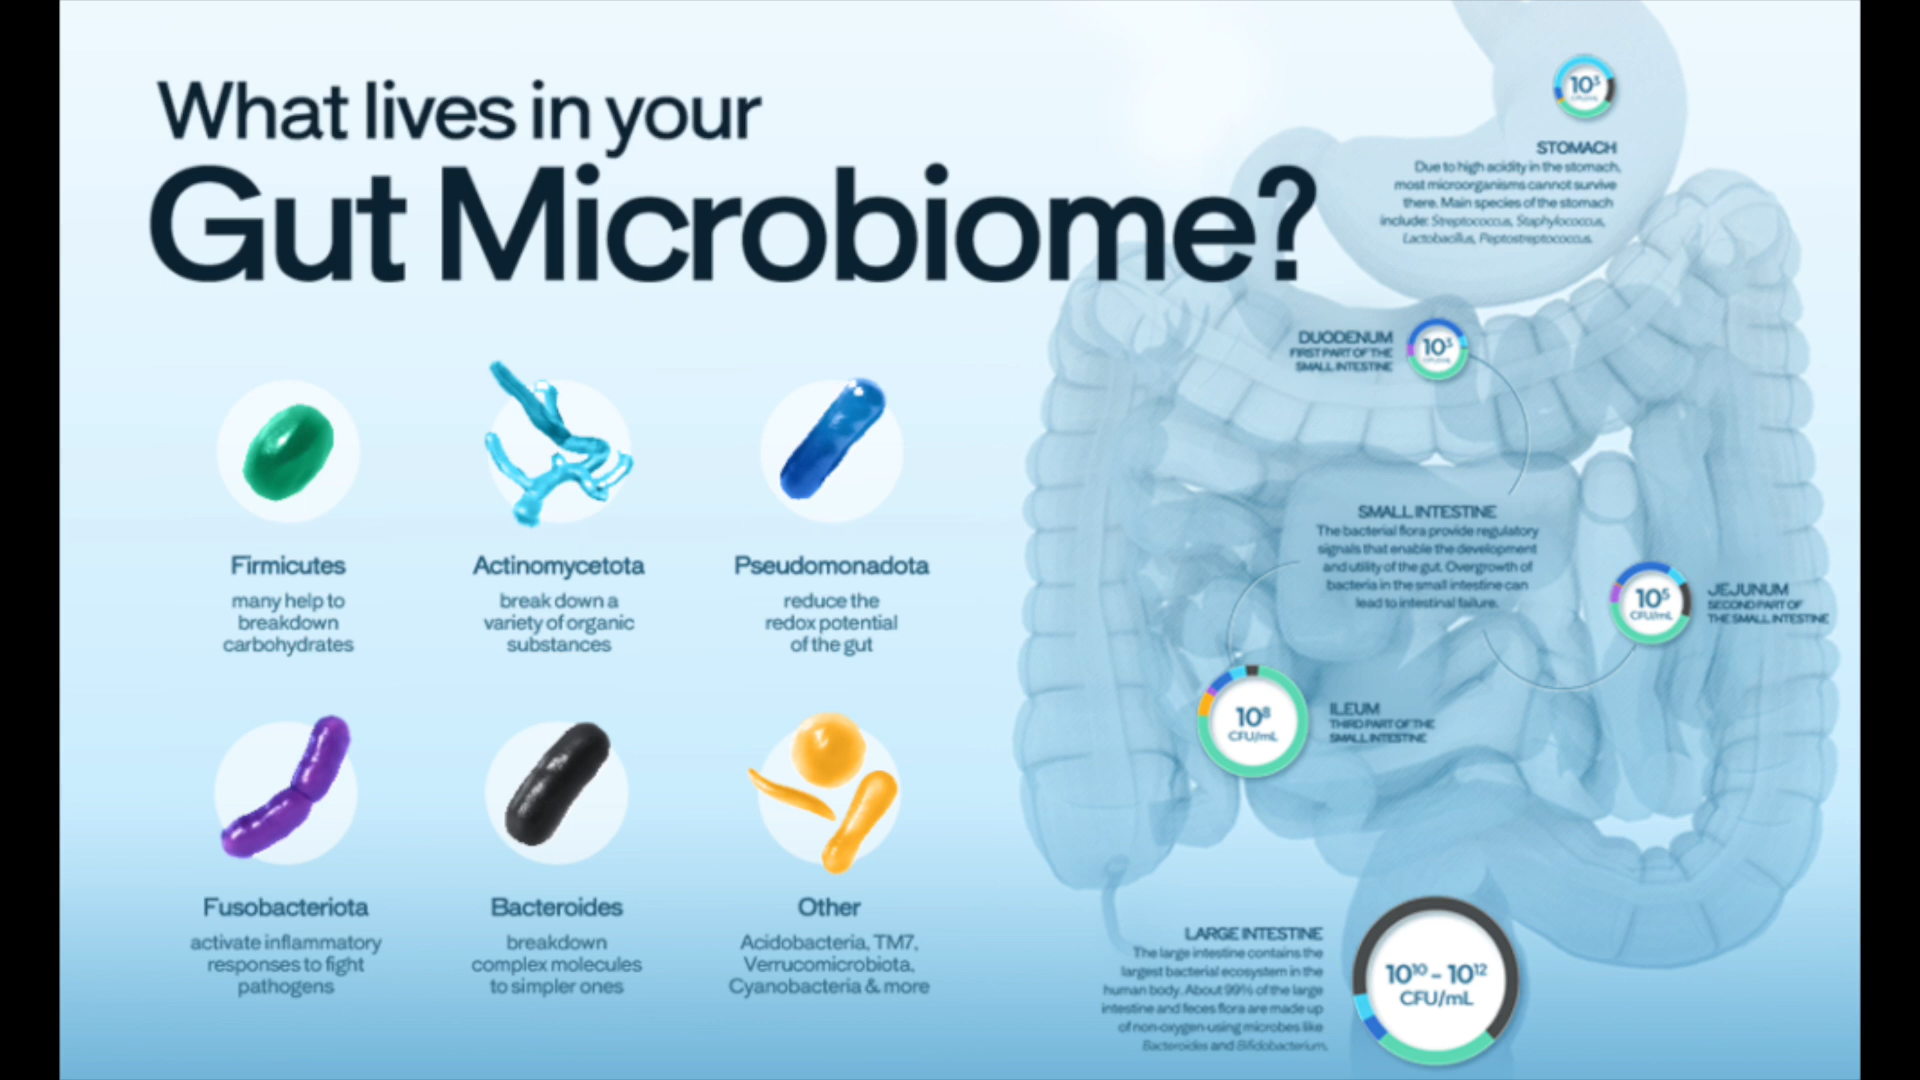 What lives in your
Gut Microbiome?
Firmicutes
many help to
breakdown
carbohydrates
Actinomycetota
break down a
variety of organic
substances
Pseudomonadota
reduce the
redox potential
of the gut
Fusobacteriota
activate inflammatory
responses to fight
pathogens
Bacteroides
breakdown
complex molecules
to simpler ones
Other
Acidobacteria, TM7,
Verrucomicrobiota,
Cyanobacteria & more
10³
STOMACH
Due to high acidity in the stomach,
most microorganisms cannot survive
there. Main species of the stomach
include: Streptococcus, Staphylococcus,
Lactobacillus, Peptostreptococcus.
DUODENUM
FIRST PART OF THE
SMALL INTESTINE
10³
SMALL INTESTINE
The bacterial flora provide regulatory
signals that enable the development
and utility of the gut. Overgrowth of
bacteria in the small intestine can
lead to intestinal failure.
10⁵
CFU/mL
JEJUNUM
SECOND PART OF
THE SMALL INTESTINE
10⁸
CFU/mL
ILEUM
THIRD PART OF THE
SMALL INTESTINE
LARGE INTESTINE
The large intestine contains the
largest bacterial ecosystem in the
human body. About 99% of the large
intestine and feces flora are made up
of non-oxygen-using microbes like
Bacteroides and Bifidobacterium.
10¹⁰ - 10¹²
CFU/mL